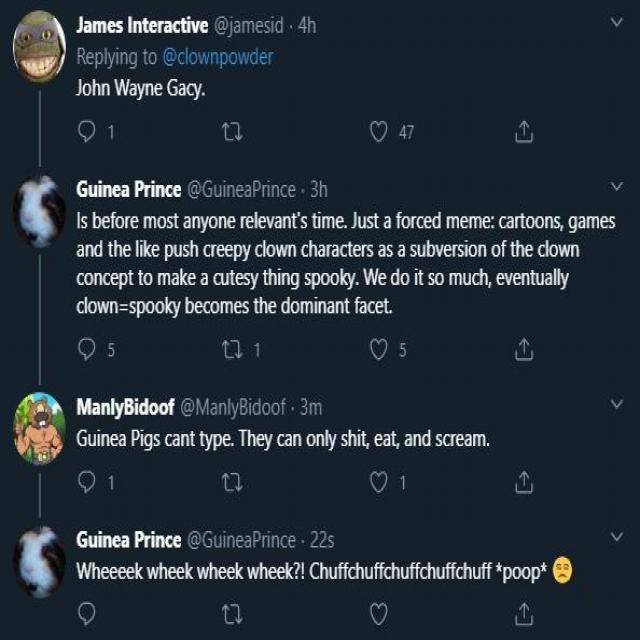 James Interactive @jamesid · 4h
Replying to @clownpowder
John Wayne Gacy.
1 47
Guinea Prince @GuineaPrince · 3h
Is before most anyone relevant's time. Just a forced meme: cartoons, games
and the like push creepy clown characters as a subversion of the clown
concept to make a cutesy thing spooky. We do it so much, eventually
clown=spooky becomes the dominant facet.
5 1 5
ManlyBidoof @ManlyBidoof · 3m
Guinea Pigs cant type. They can only shit, eat, and scream.
1 1
Guinea Prince @GuineaPrince · 22s
Wheeeek wheek wheek wheek?! Chuffchuffchuffchuffchuff *poop* 😒